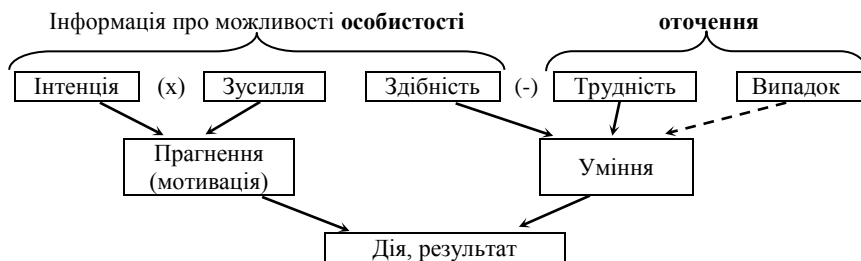 Інформація про можливості особистості оточення
Інтенція (х) Зусилля Здібність (-) Трудність Випадок
Прагнення
(мотивація)
Уміння
Дія, результат